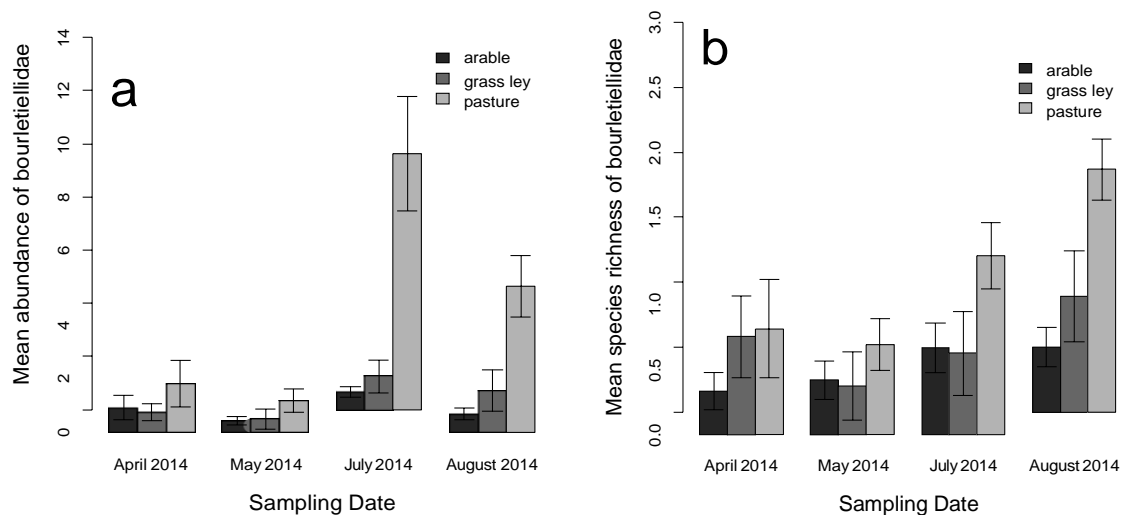 a
Mean abundance of bourletiellidae
14
12
10
8
6
4
2
0
arable
grass ley
pasture
April 2014
May 2014
July 2014
August 2014
Sampling Date
b
Mean species richness of bourletiellidae
3.0
2.5
2.0
1.5
1.0
0.5
0.0
arable
grass ley
pasture
April 2014
May 2014
July 2014
August 2014
Sampling Date